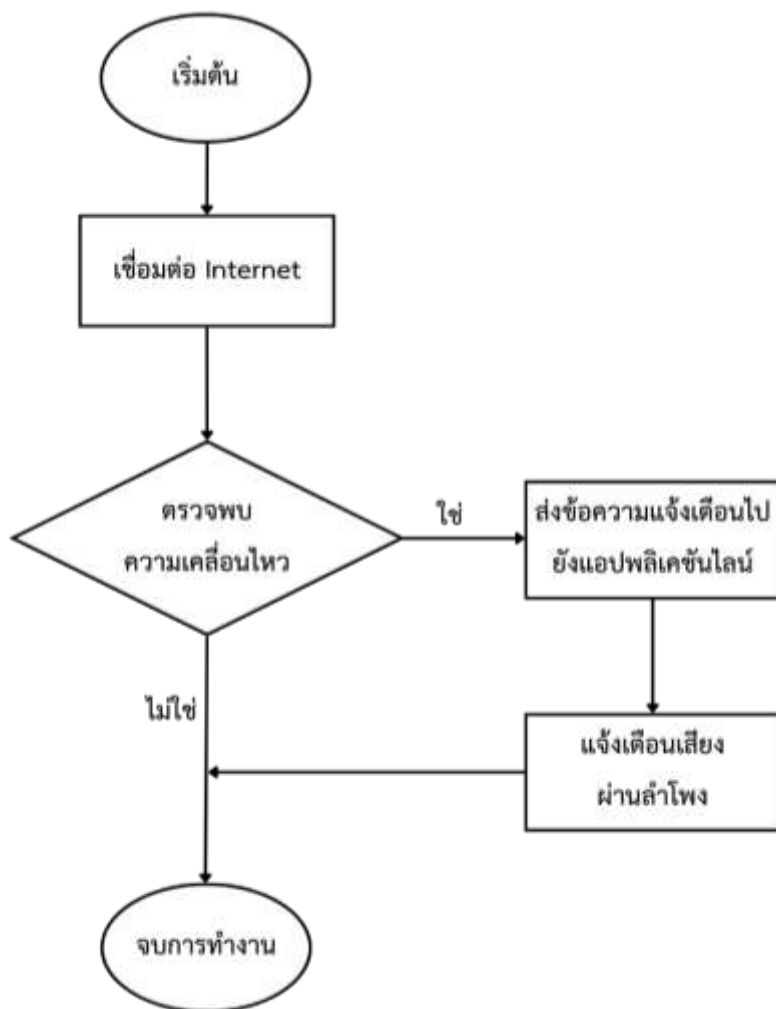 เริ่มต้น
เชื่อมต่อ Internet
ตรวจพบ
ความเคลื่อนไหว
ใช่
ส่งข้อความแจ้งเตือนไป
ยังแอปพลิเคชันไลน์
ไม่ใช่
แจ้งเตือนเสียง
ผ่านลำโพง
จบการทำงาน